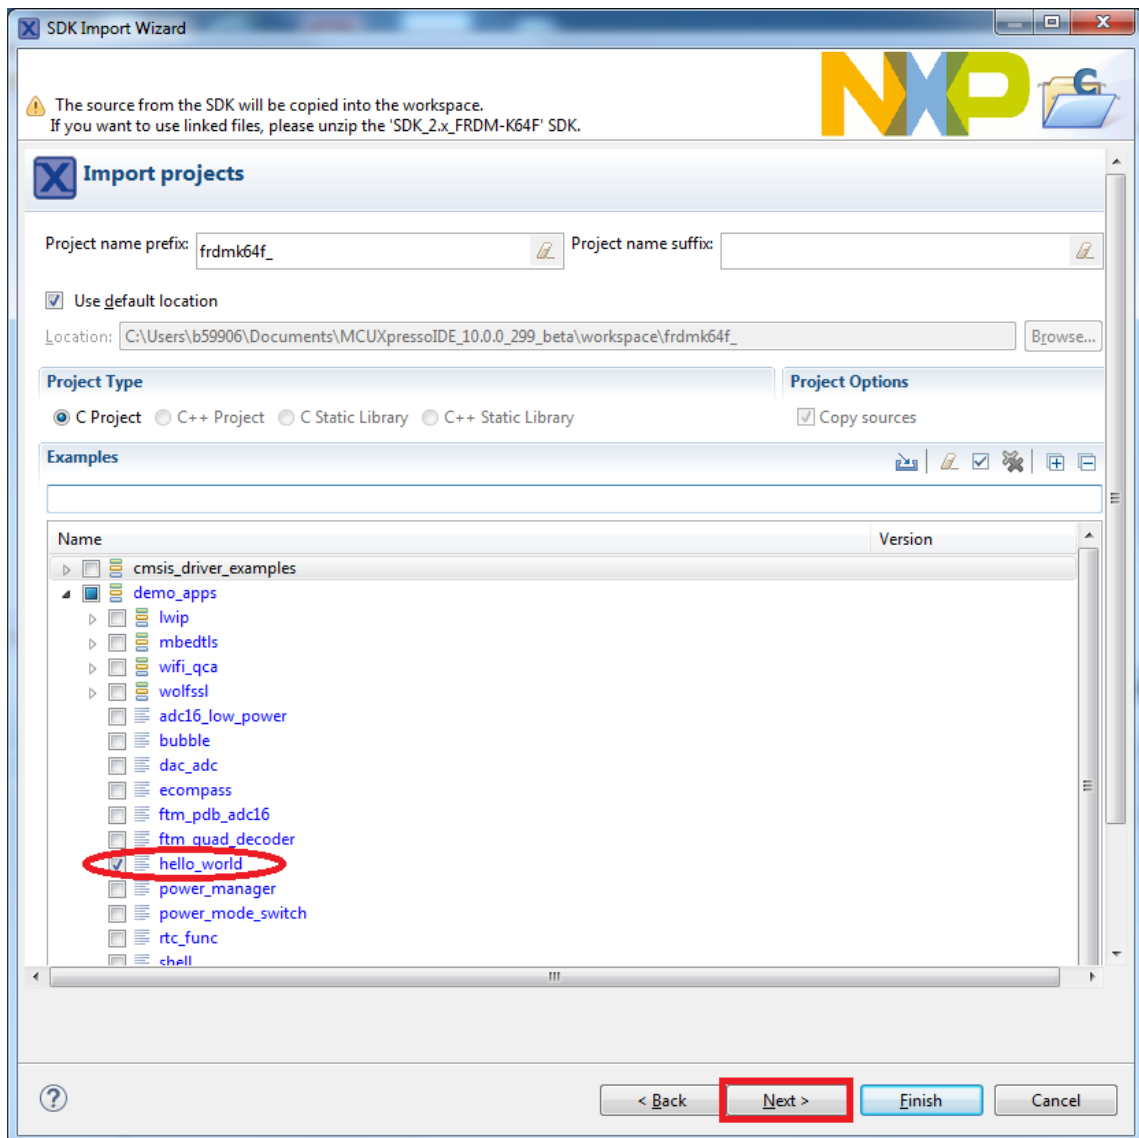 SDK Import Wizard
The source from the SDK will be copied into the workspace.
If you want to use linked files, please unzip the 'SDK_2.x_FRDM-K64F' SDK.
NXP
C
X Import projects
Project name prefix: frdmk64f_ Project name suffix:
Use default location
Location: C:\Users\b59906\Documents\MCUXpressoIDE_10.0.0_299_beta\workspace\frdmk64f_ Browse...
Project Type Project Options
C Project C++ Project C Static Library C++ Static Library Copy sources
Examples
Name Version
cmsis_driver_examples
demo_apps
lwip
mbedtls
wifi_qca
wolfssl
adc16_low_power
bubble
dac_adc
ecompass
ftm_pdb_adc16
ftm_quad_decoder
hello_world
power_manager
power_mode_switch
rtc_func
shell
? < Back Next > Finish Cancel